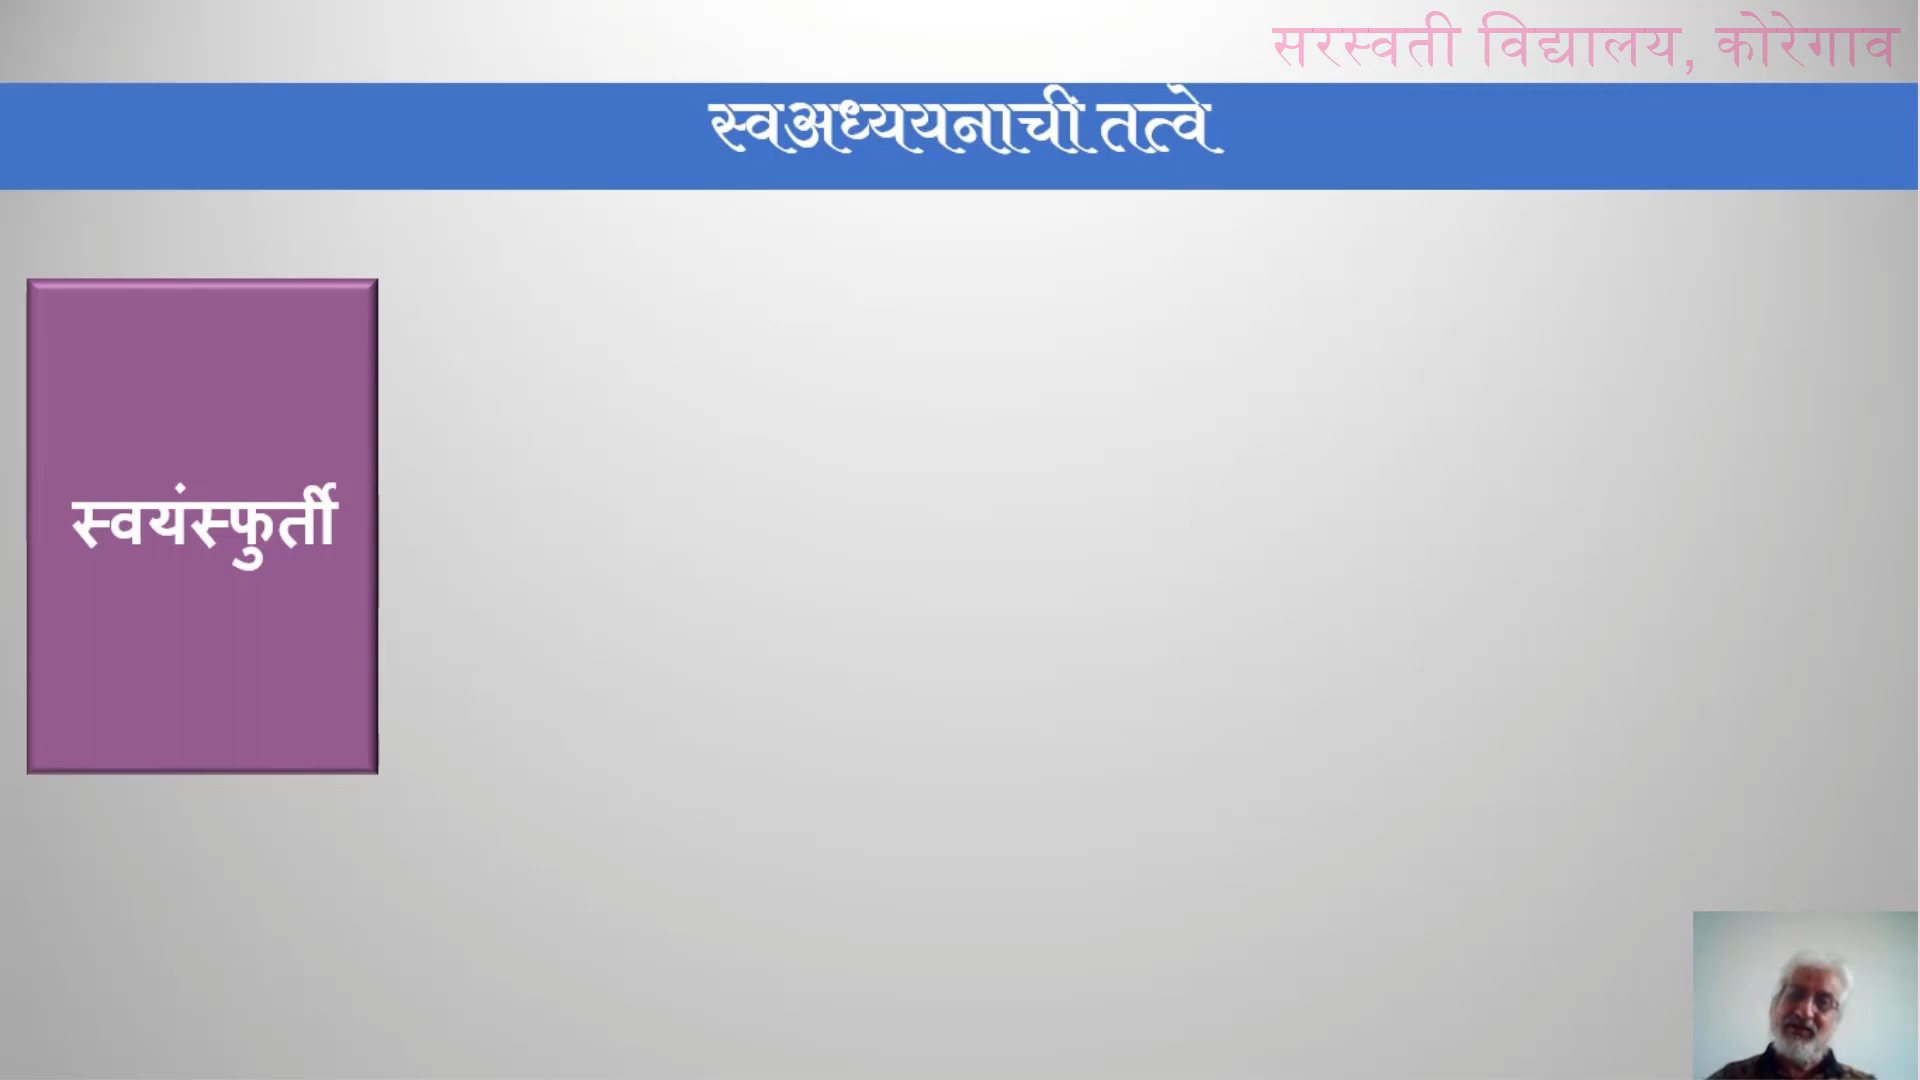 सरस्वती विद्यालय, कोरेगाव
स्वअध्ययनाची तत्वे
स्वयंस्फुर्ती